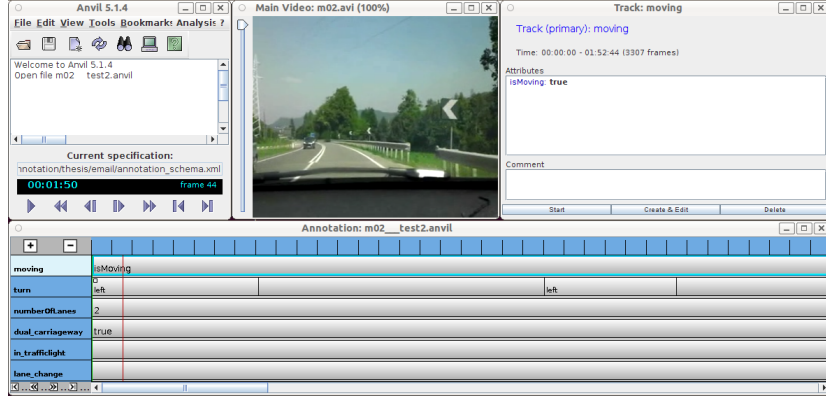 Anvil 5.1.4
File Edit View Tools Bookmarks Analysis ?
Welcome to Anvil 5.1.4
Open file m02 test2.anvil
Current specification:
nnotation/thesis/email/annotation_schema.xml
00:01:50 frame 44
Main Video: m02.avi (100%)
Track: moving
Track (primary): moving
Time: 00:00:00 - 01:52:44 (3307 frames)
Attributes
isMoving: true
Comment
Start Create & Edit Delete
Annotation: m02___test2.anvil
moving isMoving
turn left left
numberOfLanes 2
dual_carriageway true
in_trafficlight
lane_change